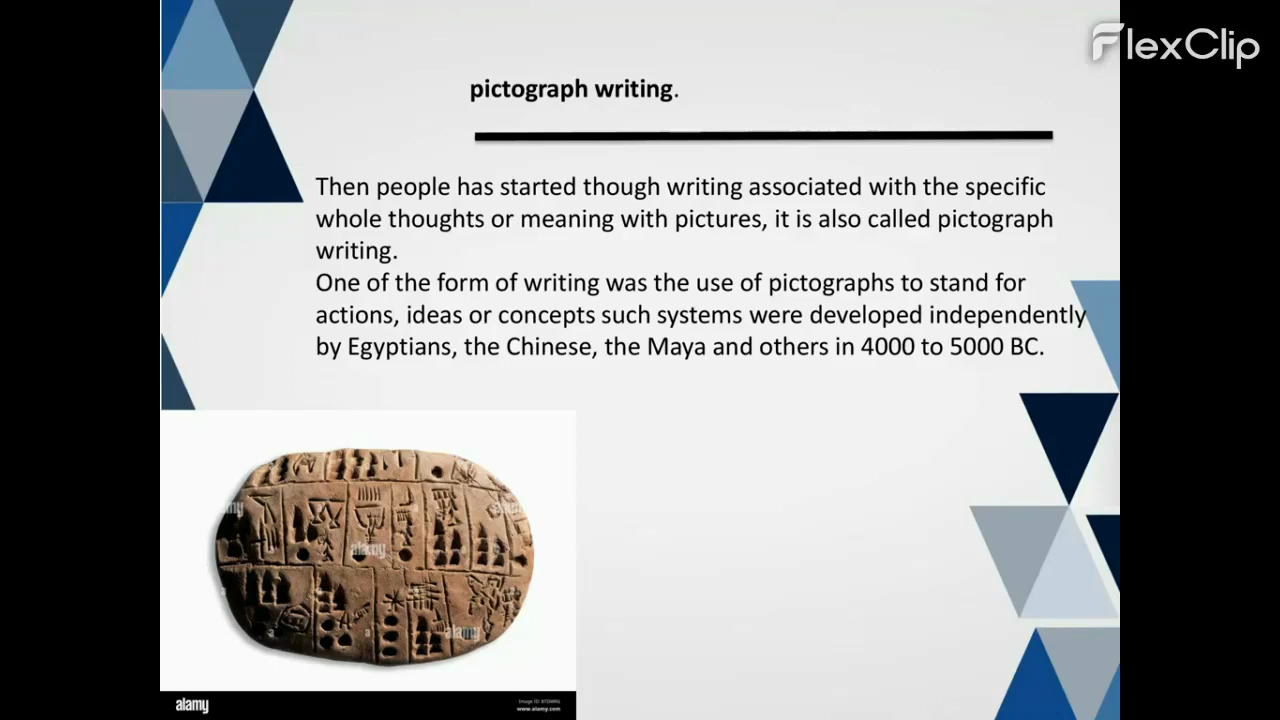 FlexClip
pictograph writing.
Then people has started though writing associated with the specific
whole thoughts or meaning with pictures, it is also called pictograph
writing.
One of the form of writing was the use of pictographs to stand for
actions, ideas or concepts such systems were developed independently
by Egyptians, the Chinese, the Maya and others in 4000 to 5000 BC.
alamy
alamy
alamy
www.alamy.com